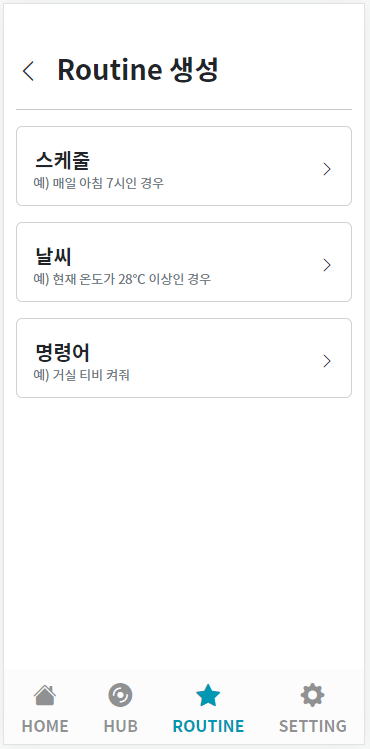 Routine 생성
스케줄
예) 매일 아침 7시인 경우
날씨
예) 현재 온도가 28℃ 이상인 경우
명령어
예) 거실 티비 켜줘
HOME HUB ROUTINE SETTING